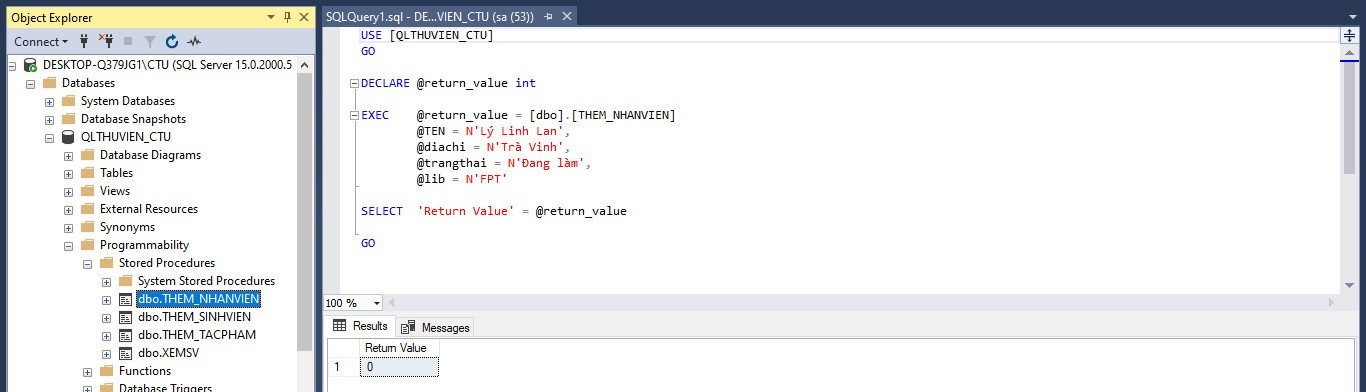 Object Explorer
Connect
DESKTOP-Q379JG1\CTU (SQL Server 15.0.2000.5
Databases
System Databases
Database Snapshots
QLTHUVIEN_CTU
Database Diagrams
Tables
Views
External Resources
Synonyms
Programmability
Stored Procedures
System Stored Procedures
dbo.THEM_NHANVIEN
dbo.THEM_SINHVIEN
dbo.THEM_TACPHAM
dbo.XEMSV
Functions
Database Triggers
SQLQuery1.sql - DE...VIEN_CTU (sa (53))
USE [QLTHUVIEN_CTU]
GO
DECLARE @return_value int
EXEC @return_value = [dbo].[THEM_NHANVIEN]
@TEN = N'Lý Linh Lan',
@diachi = N'Trà Vinh',
@trangthai = N'Đang làm',
@lib = N'FPT'
SELECT 'Return Value' = @return_value
GO
100 %
Results Messages
Return Value
1 0